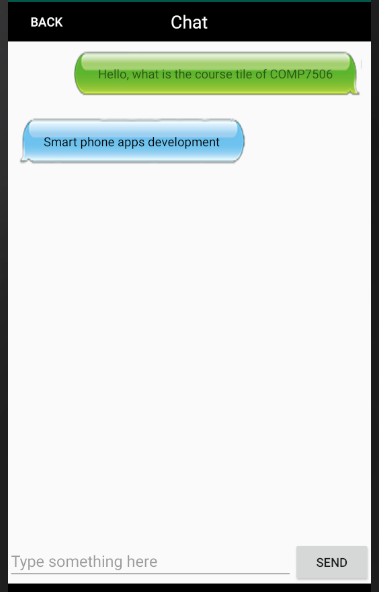 BACK
Chat
Hello, what is the course tile of COMP7506
Smart phone apps development
Type something here
SEND